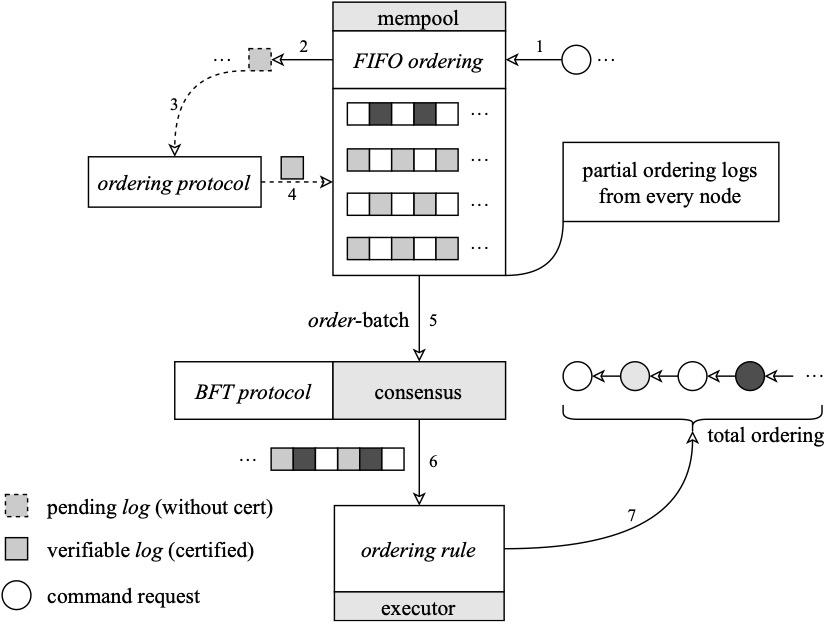 mempool
FIFO ordering
1
...
2
...
3
ordering protocol
4
...
...
...
...
partial ordering logs
from every node
order-batch
5
BFT protocol
consensus
...
total ordering
...
6
pending log (without cert)
verifiable log (certified)
command request
ordering rule
executor
7